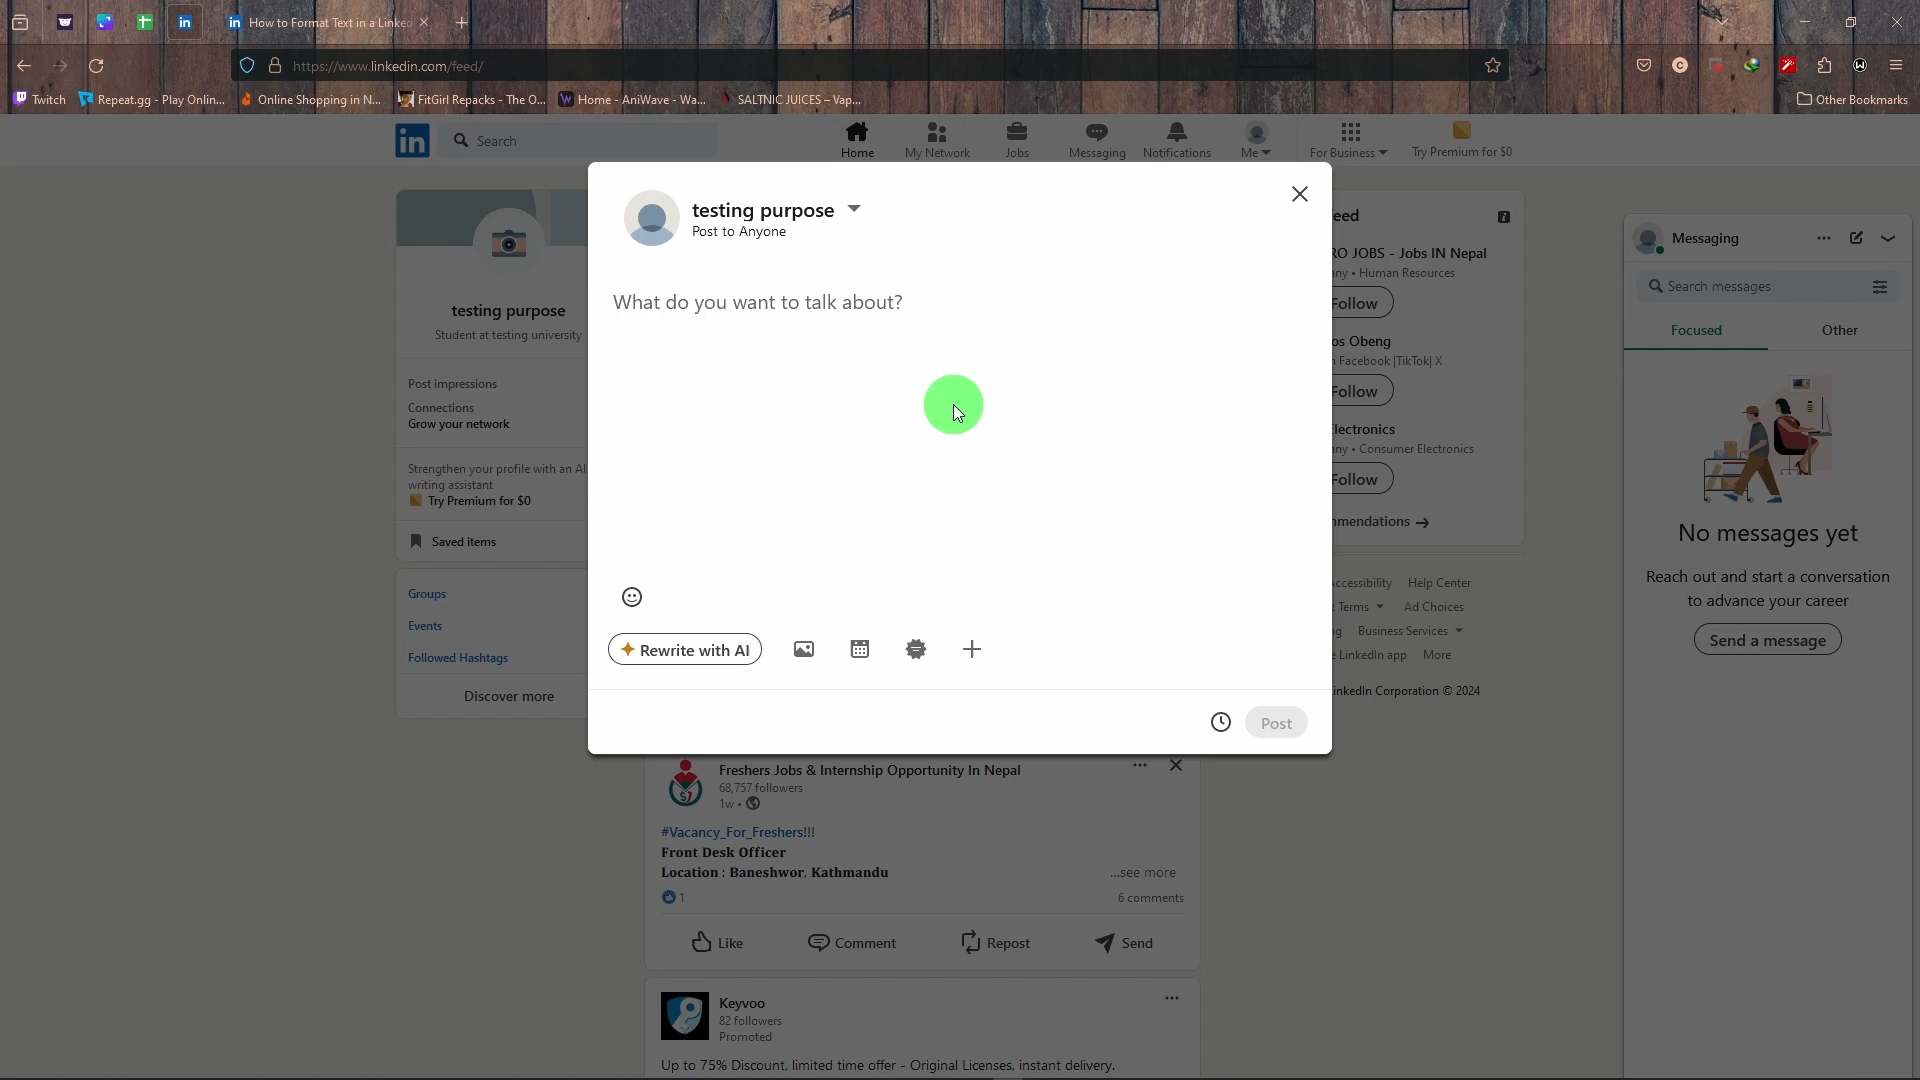 How to Format Text in a Linked
https://www.linkedin.com/feed/
Twitch
Repeat.gg - Play Onlin...
Online Shopping in N...
FitGirl Repacks - The O...
Home - AniWave - Wa...
SALTNIC JUICES – Vap...
Other Bookmarks
in
Search
Home
My Network
Jobs
Messaging
Notifications
Me
For Business
Try Premium for $0
testing purpose
Student at testing university
Post impressions
Connections
Grow your network
Strengthen your profile with an AI
writing assistant
Try Premium for $0
Saved items
Groups
Events
Followed Hashtags
Discover more
testing purpose
Post to Anyone
What do you want to talk about?
Rewrite with AI
Post
Freshers Jobs & Internship Opportunity In Nepal
68,757 followers
1w •
#Vacancy_For_Freshers!!!
Front Desk Officer
Location : Baneshwor, Kathmandu
...see more
1
6 comments
Like
Comment
Repost
Send
Keyvoo
82 followers
Promoted
Up to 75% Discount, limited time offer - Original Licenses, instant delivery.
eed
RO JOBS - Jobs IN Nepal
ny • Human Resources
Follow
os Obeng
Facebook |TikTok| X
Follow
lectronics
ny • Consumer Electronics
Follow
mendations →
ccessibility
Help Center
Terms
Ad Choices
g
Business Services
LinkedIn app
More
inkedIn Corporation © 2024
Messaging
Search messages
Focused
Other
No messages yet
Reach out and start a conversation
to advance your career
Send a message